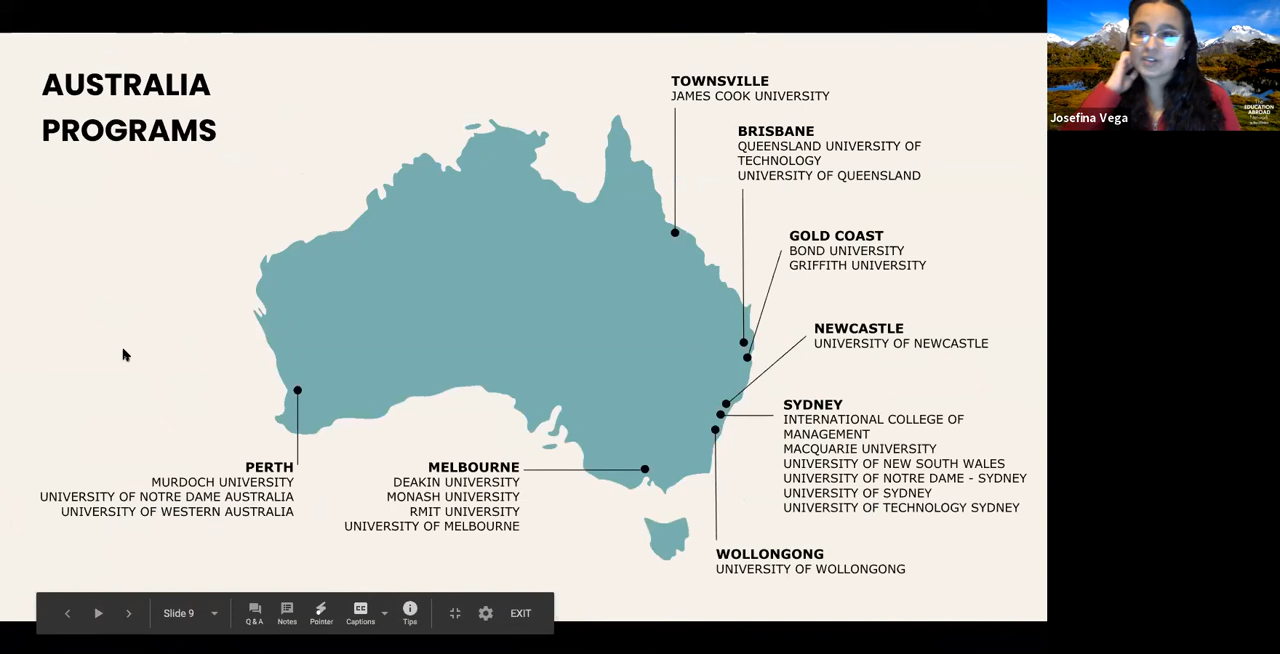 AUSTRALIA
PROGRAMS
TOWNSVILLE
JAMES COOK UNIVERSITY
BRISBANE
QUEENSLAND UNIVERSITY OF
TECHNOLOGY
UNIVERSITY OF QUEENSLAND
GOLD COAST
BOND UNIVERSITY
GRIFFITH UNIVERSITY
NEWCASTLE
UNIVERSITY OF NEWCASTLE
SYDNEY
INTERNATIONAL COLLEGE OF
MANAGEMENT
MACQUARIE UNIVERSITY
UNIVERSITY OF NEW SOUTH WALES
UNIVERSITY OF NOTRE DAME - SYDNEY
UNIVERSITY OF SYDNEY
UNIVERSITY OF TECHNOLOGY SYDNEY
PERTH
MURDOCH UNIVERSITY
UNIVERSITY OF NOTRE DAME AUSTRALIA
UNIVERSITY OF WESTERN AUSTRALIA
MELBOURNE
DEAKIN UNIVERSITY
MONASH UNIVERSITY
RMIT UNIVERSITY
UNIVERSITY OF MELBOURNE
WOLLONGONG
UNIVERSITY OF WOLLONGONG
Slide 9
Q & A
Notes
Pointer
CC
Captions
Tips
EXIT
Josefina Vega
EDUCATION
ABROAD